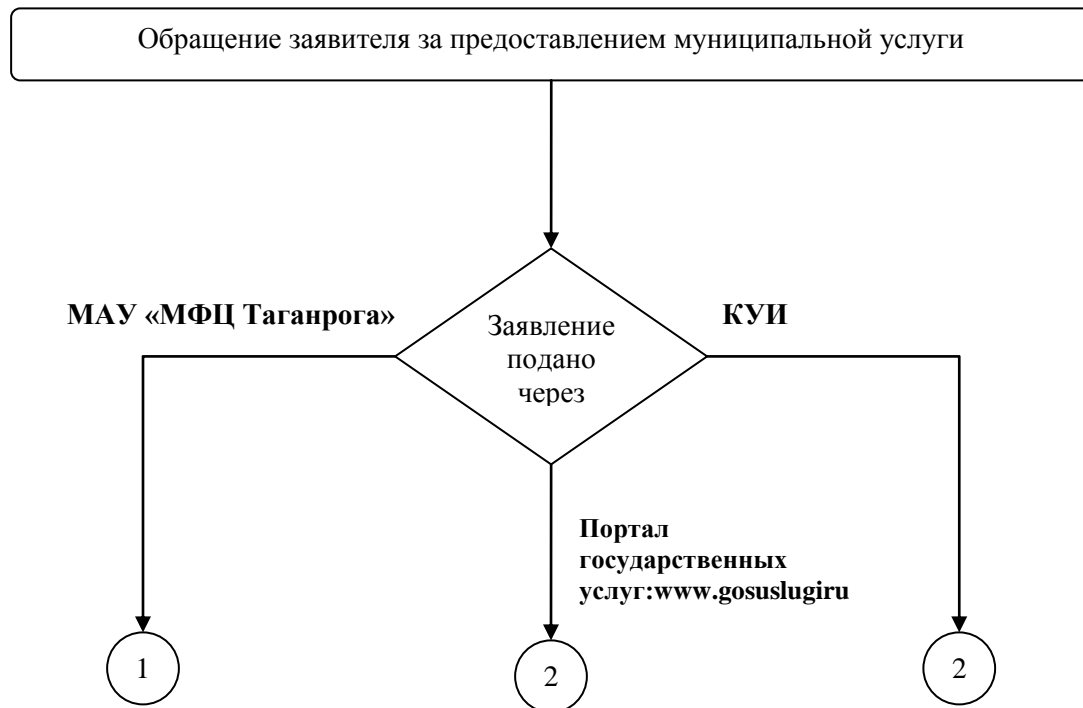 Обращение заявителя за предоставлением муниципальной услуги
МАУ «МФЦ Таганрога»
КУИ
Заявление
подано
через
Портал
государственных
услуг:www.gosuslugiru
1
2
2